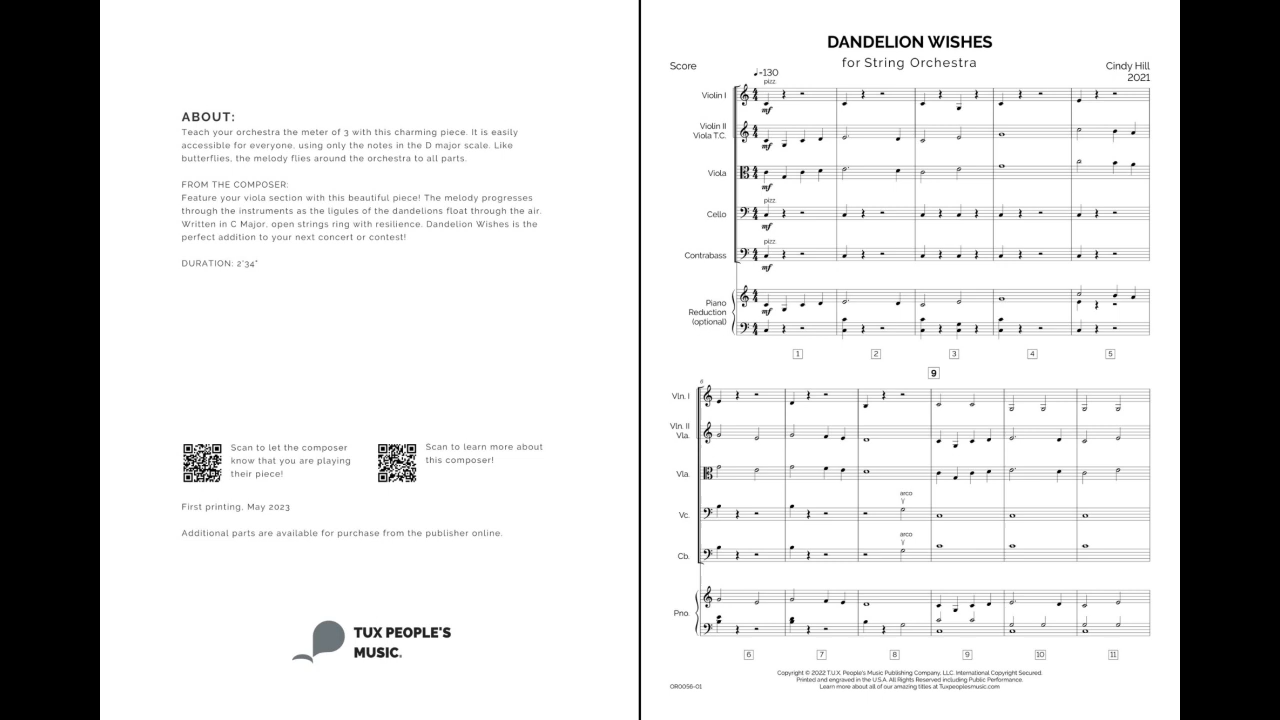 ABOUT:
Teach your orchestra the meter of 3 with this charming piece. It is easily
accessible for everyone, using only the notes in the D major scale. Like
butterflies, the melody flies around the orchestra to all parts.
FROM THE COMPOSER:
Feature your viola section with this beautiful piece! The melody progresses
through the instruments as the ligules of the dandelions float through the air.
Written in C Major, open strings ring with resilience. Dandelion Wishes is the
perfect addition to your next concert or contest!
DURATION: 2'34"
Scan to let the composer
know that you are playing
their piece!
Scan to learn more about
this composer!
First printing, May 2023
Additional parts are available for purchase from the publisher online.
TUX PEOPLE'S
MUSIC.
DANDELION WISHES
for String Orchestra
Score
Cindy Hill
2021
♩=130
pizz.
Violin I
mf
Violin II
Viola T.C.
mf
Viola
mf
pizz.
Cello
mf
pizz.
Contrabass
mf
Piano
Reduction
(optional)
mf
1 2 3 4 5
9
6
Vln. I
Vln. II
Vla.
Vla.
arco
Vc.
arco
Cb.
Pno.
6 7 8 9 10 11
Copyright © 2022 T.U.X. People's Music Publishing Company, LLC. International Copyright Secured.
Printed and engraved in the U.S.A. All Rights Reserved including Public Performance.
Learn more about all of our amazing titles at Tuxpeoplesmusic.com
OR0056-01